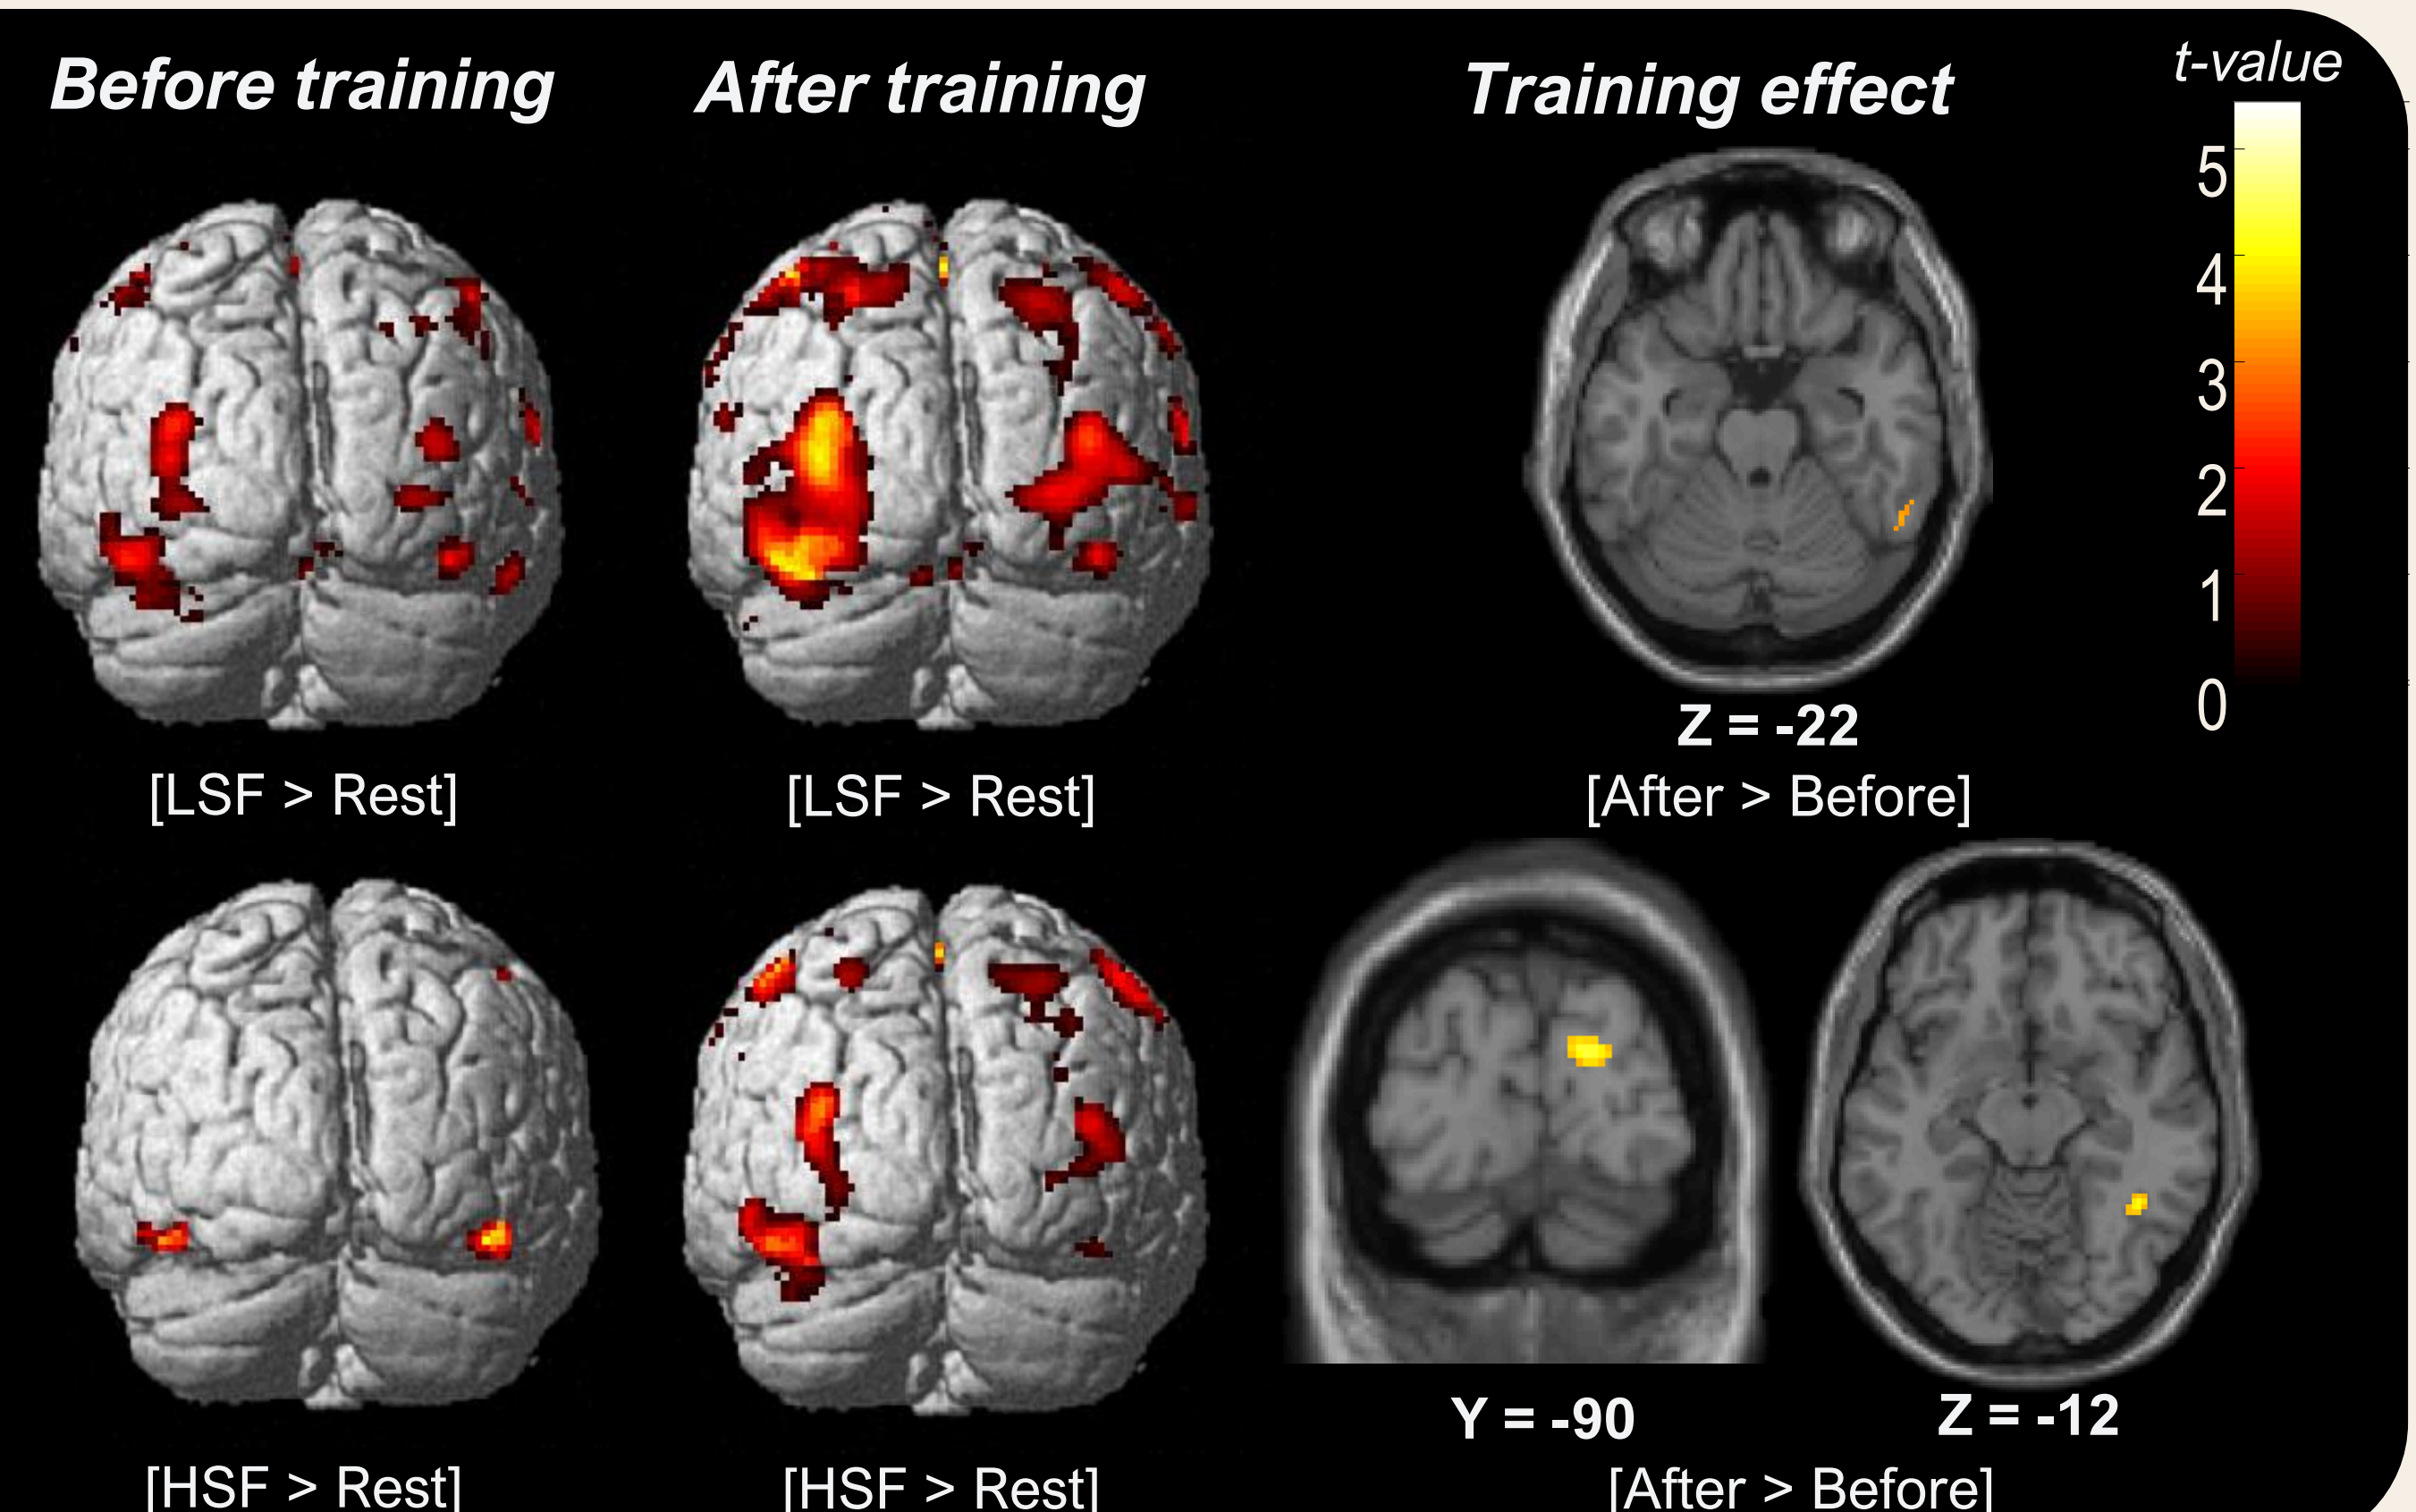 Before training
After training
Training effect
t-value
5
4
3
2
1
0
Z = -22
[LSF > Rest]
[LSF > Rest]
[After > Before]
Y = -90
Z = -12
[HSF > Rest]
[HSF > Rest]
[After > Before]